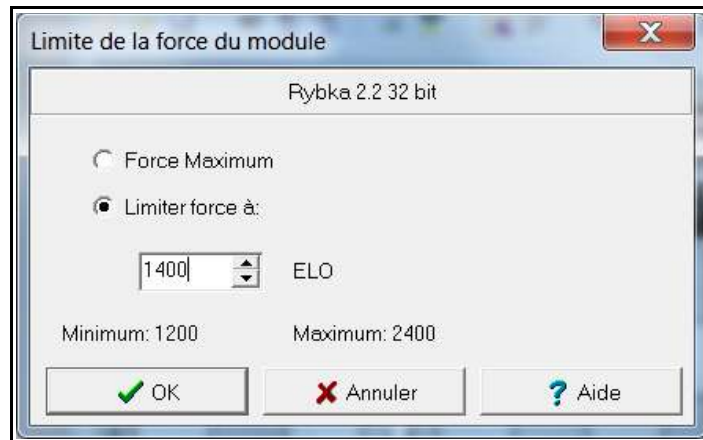 Limite de la force du module
Rybka 2.2 32 bit
Force Maximum
Limiter force à:
1400 ELO
Minimum: 1200 Maximum: 2400
OK Annuler ? Aide